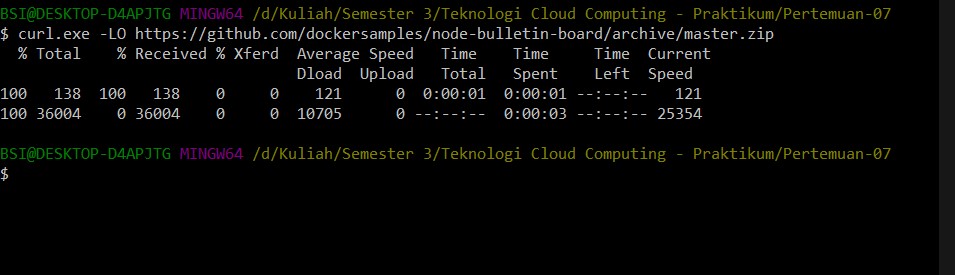 BSI@DESKTOP-D4APJTG MINGW64 /d/Kuliah/Semester 3/Teknologi Cloud Computing - Praktikum/Pertemuan-07
$ curl.exe -LO https://github.com/dockersamples/node-bulletin-board/archive/master.zip
  % Total    % Received % Xferd  Average Speed   Time    Time     Time  Current
                                 Dload  Upload   Total   Spent    Left  Speed
100   138  100   138    0     0    121      0  0:00:01  0:00:01 --:--:--   121
100 36004    0 36004    0     0  10705      0 --:--:--  0:00:03 --:--:-- 25354
BSI@DESKTOP-D4APJTG MINGW64 /d/Kuliah/Semester 3/Teknologi Cloud Computing - Praktikum/Pertemuan-07
$